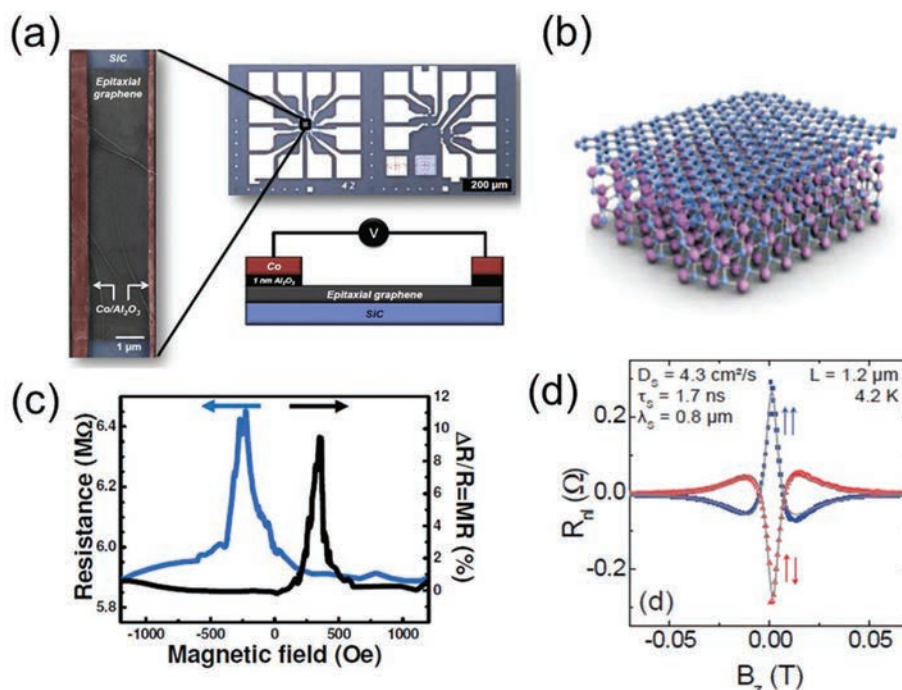 (a)
SiC
Epitaxial
graphene
Co/Al₂O₃
1 µm
4 2
200 µm
V
Co
1 nm Al₂O₃
Epitaxial graphene
SiC
(b)
(c)
Resistance (MΩ)
6.4
6.2
6.0
5.8
12
10
8
6
4
2
0
ΔR/R=MR (%)
-1000 -500 0 500 1000
Magnetic field (Oe)
(d)
Dₛ = 4.3 cm²/s
τₛ = 1.7 ns
λₛ = 0.8 µm
L = 1.2 µm
4.2 K
Rₙₗ (Ω)
0.2
0.0
-0.2
↑↑
↑↓
(d)
-0.05 0.00 0.05
B_z (T)